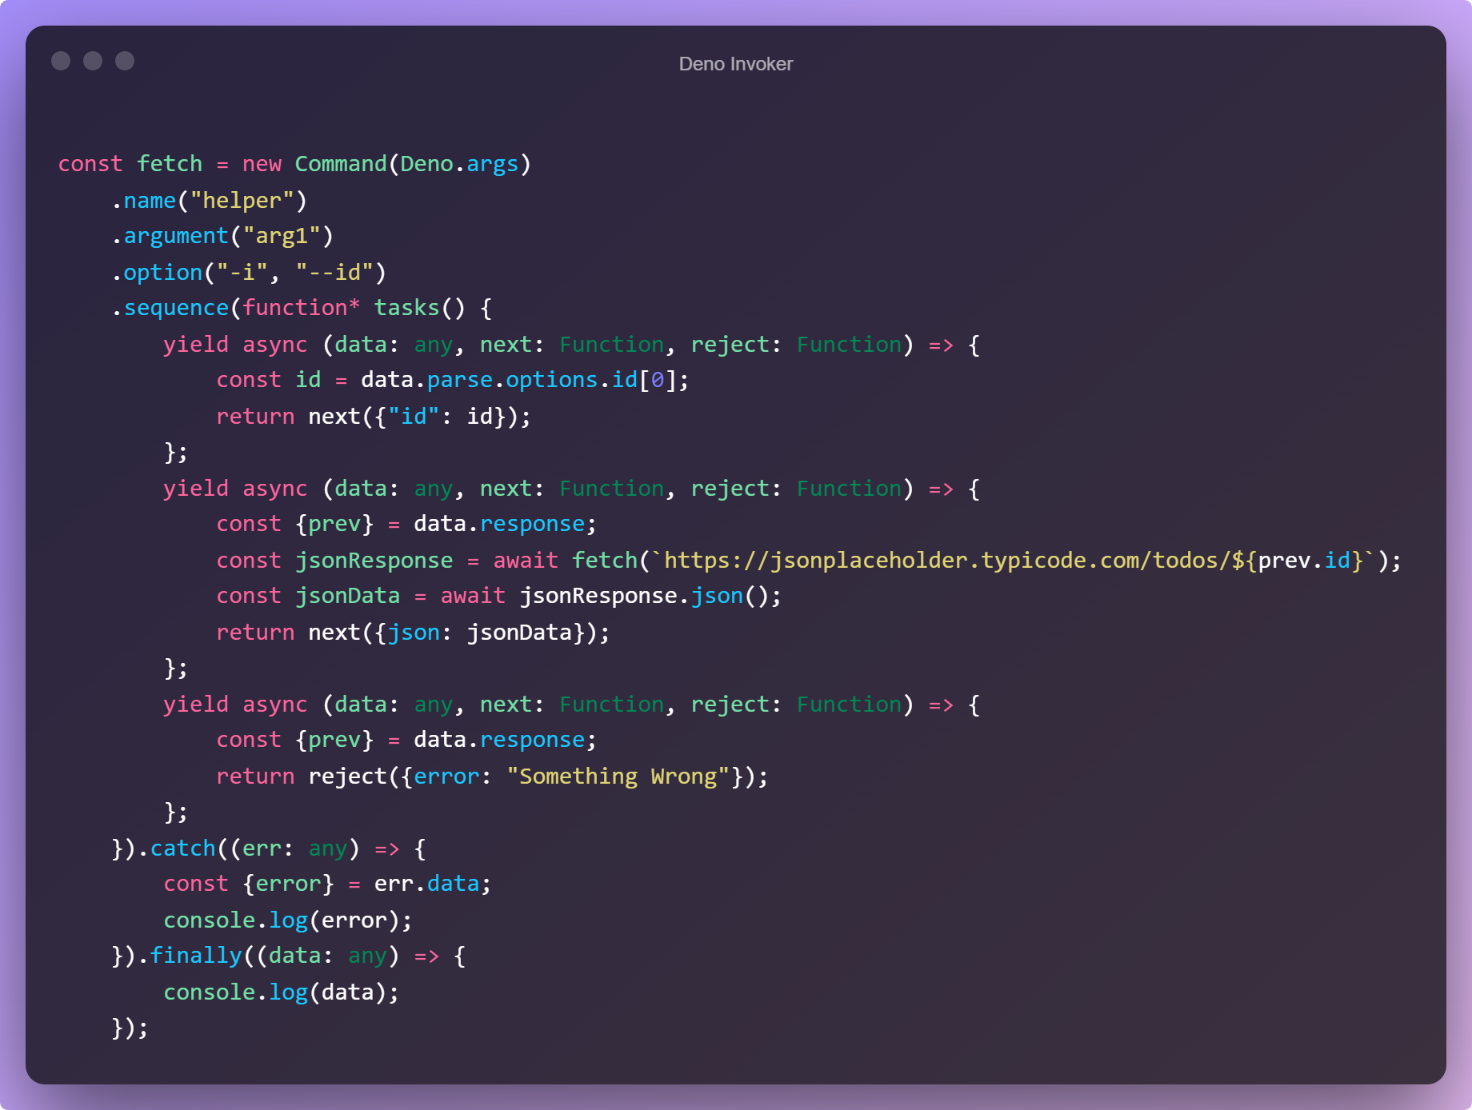 Deno Invoker
const fetch = new Command(Deno.args)
    .name("helper")
    .argument("arg1")
    .option("-i", "--id")
    .sequence(function* tasks() {
        yield async (data: any, next: Function, reject: Function) => {
            const id = data.parse.options.id[0];
            return next({"id": id});
        };
        yield async (data: any, next: Function, reject: Function) => {
            const {prev} = data.response;
            const jsonResponse = await fetch(`https://jsonplaceholder.typicode.com/todos/${prev.id}`);
            const jsonData = await jsonResponse.json();
            return next({json: jsonData});
        };
        yield async (data: any, next: Function, reject: Function) => {
            const {prev} = data.response;
            return reject({error: "Something Wrong"});
        };
    }).catch((err: any) => {
        const {error} = err.data;
        console.log(error);
    }).finally((data: any) => {
        console.log(data);
    });